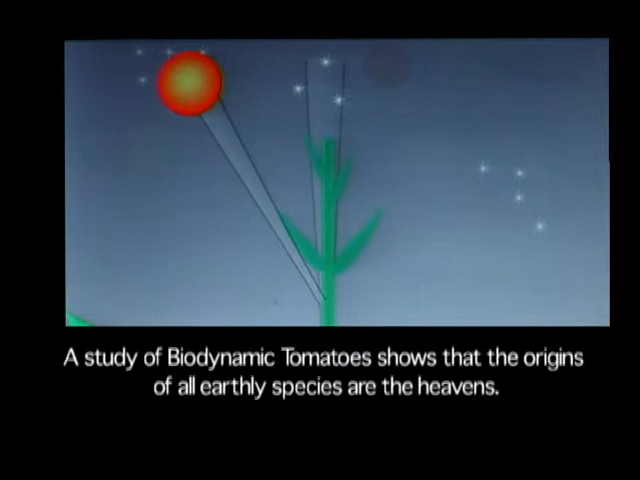 A study of Biodynamic Tomatoes shows that the origins
of all earthly species are the heavens.